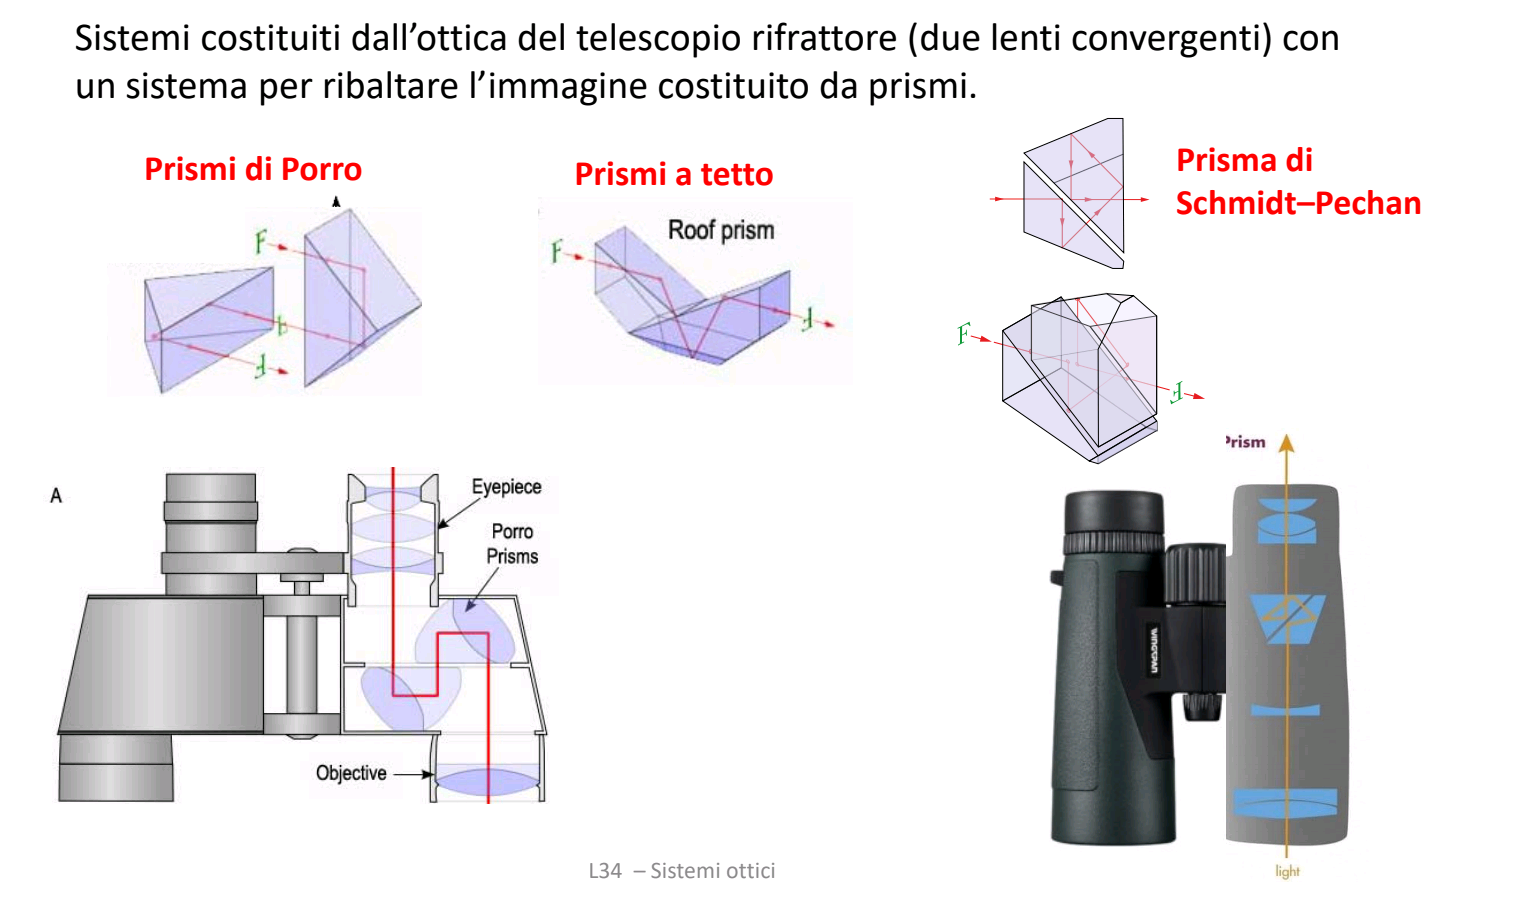 Sistemi costituiti dall’ottica del telescopio rifrattore (due lenti convergenti) con
un sistema per ribaltare l’immagine costituito da prismi.
Prismi di Porro
Prismi a tetto
Prisma di
Schmidt–Pechan
A
F
F
F
Roof prism
F
F
F
F
A
Eyepiece
Porro
Prisms
Objective
Prism
WINGSPAN
light
L34 – Sistemi ottici